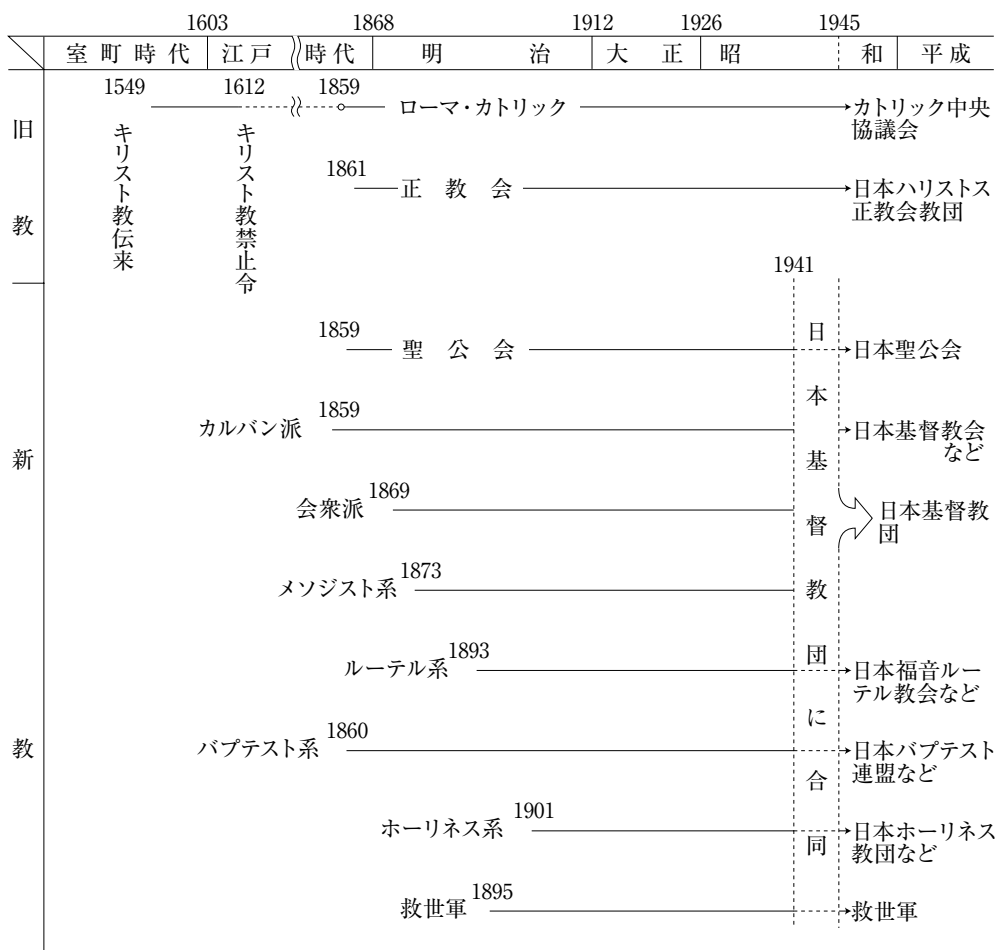 1603 1868 1912 1926 1945
室町時代 江戸 時代 明治 大正 昭和 平成
旧教
1549 1612 1859 ローマ・カトリック カトリック中央
協議会
キリスト教伝来
キリスト教禁止令
1861 正教会 日本ハリストス
正教会教団
1941
日本基督教団に合同
新教
1859 聖公会 日本聖公会
カルバン派 1859 日本基督教会
など
会衆派 1869 日本基督教
団
メソジスト系 1873
ルーテル系 1893 日本福音ルー
テル教会など
バプテスト系 1860 日本バプテスト
連盟など
ホーリネス系 1901 日本ホーリネス
教団など
救世軍 1895 救世軍